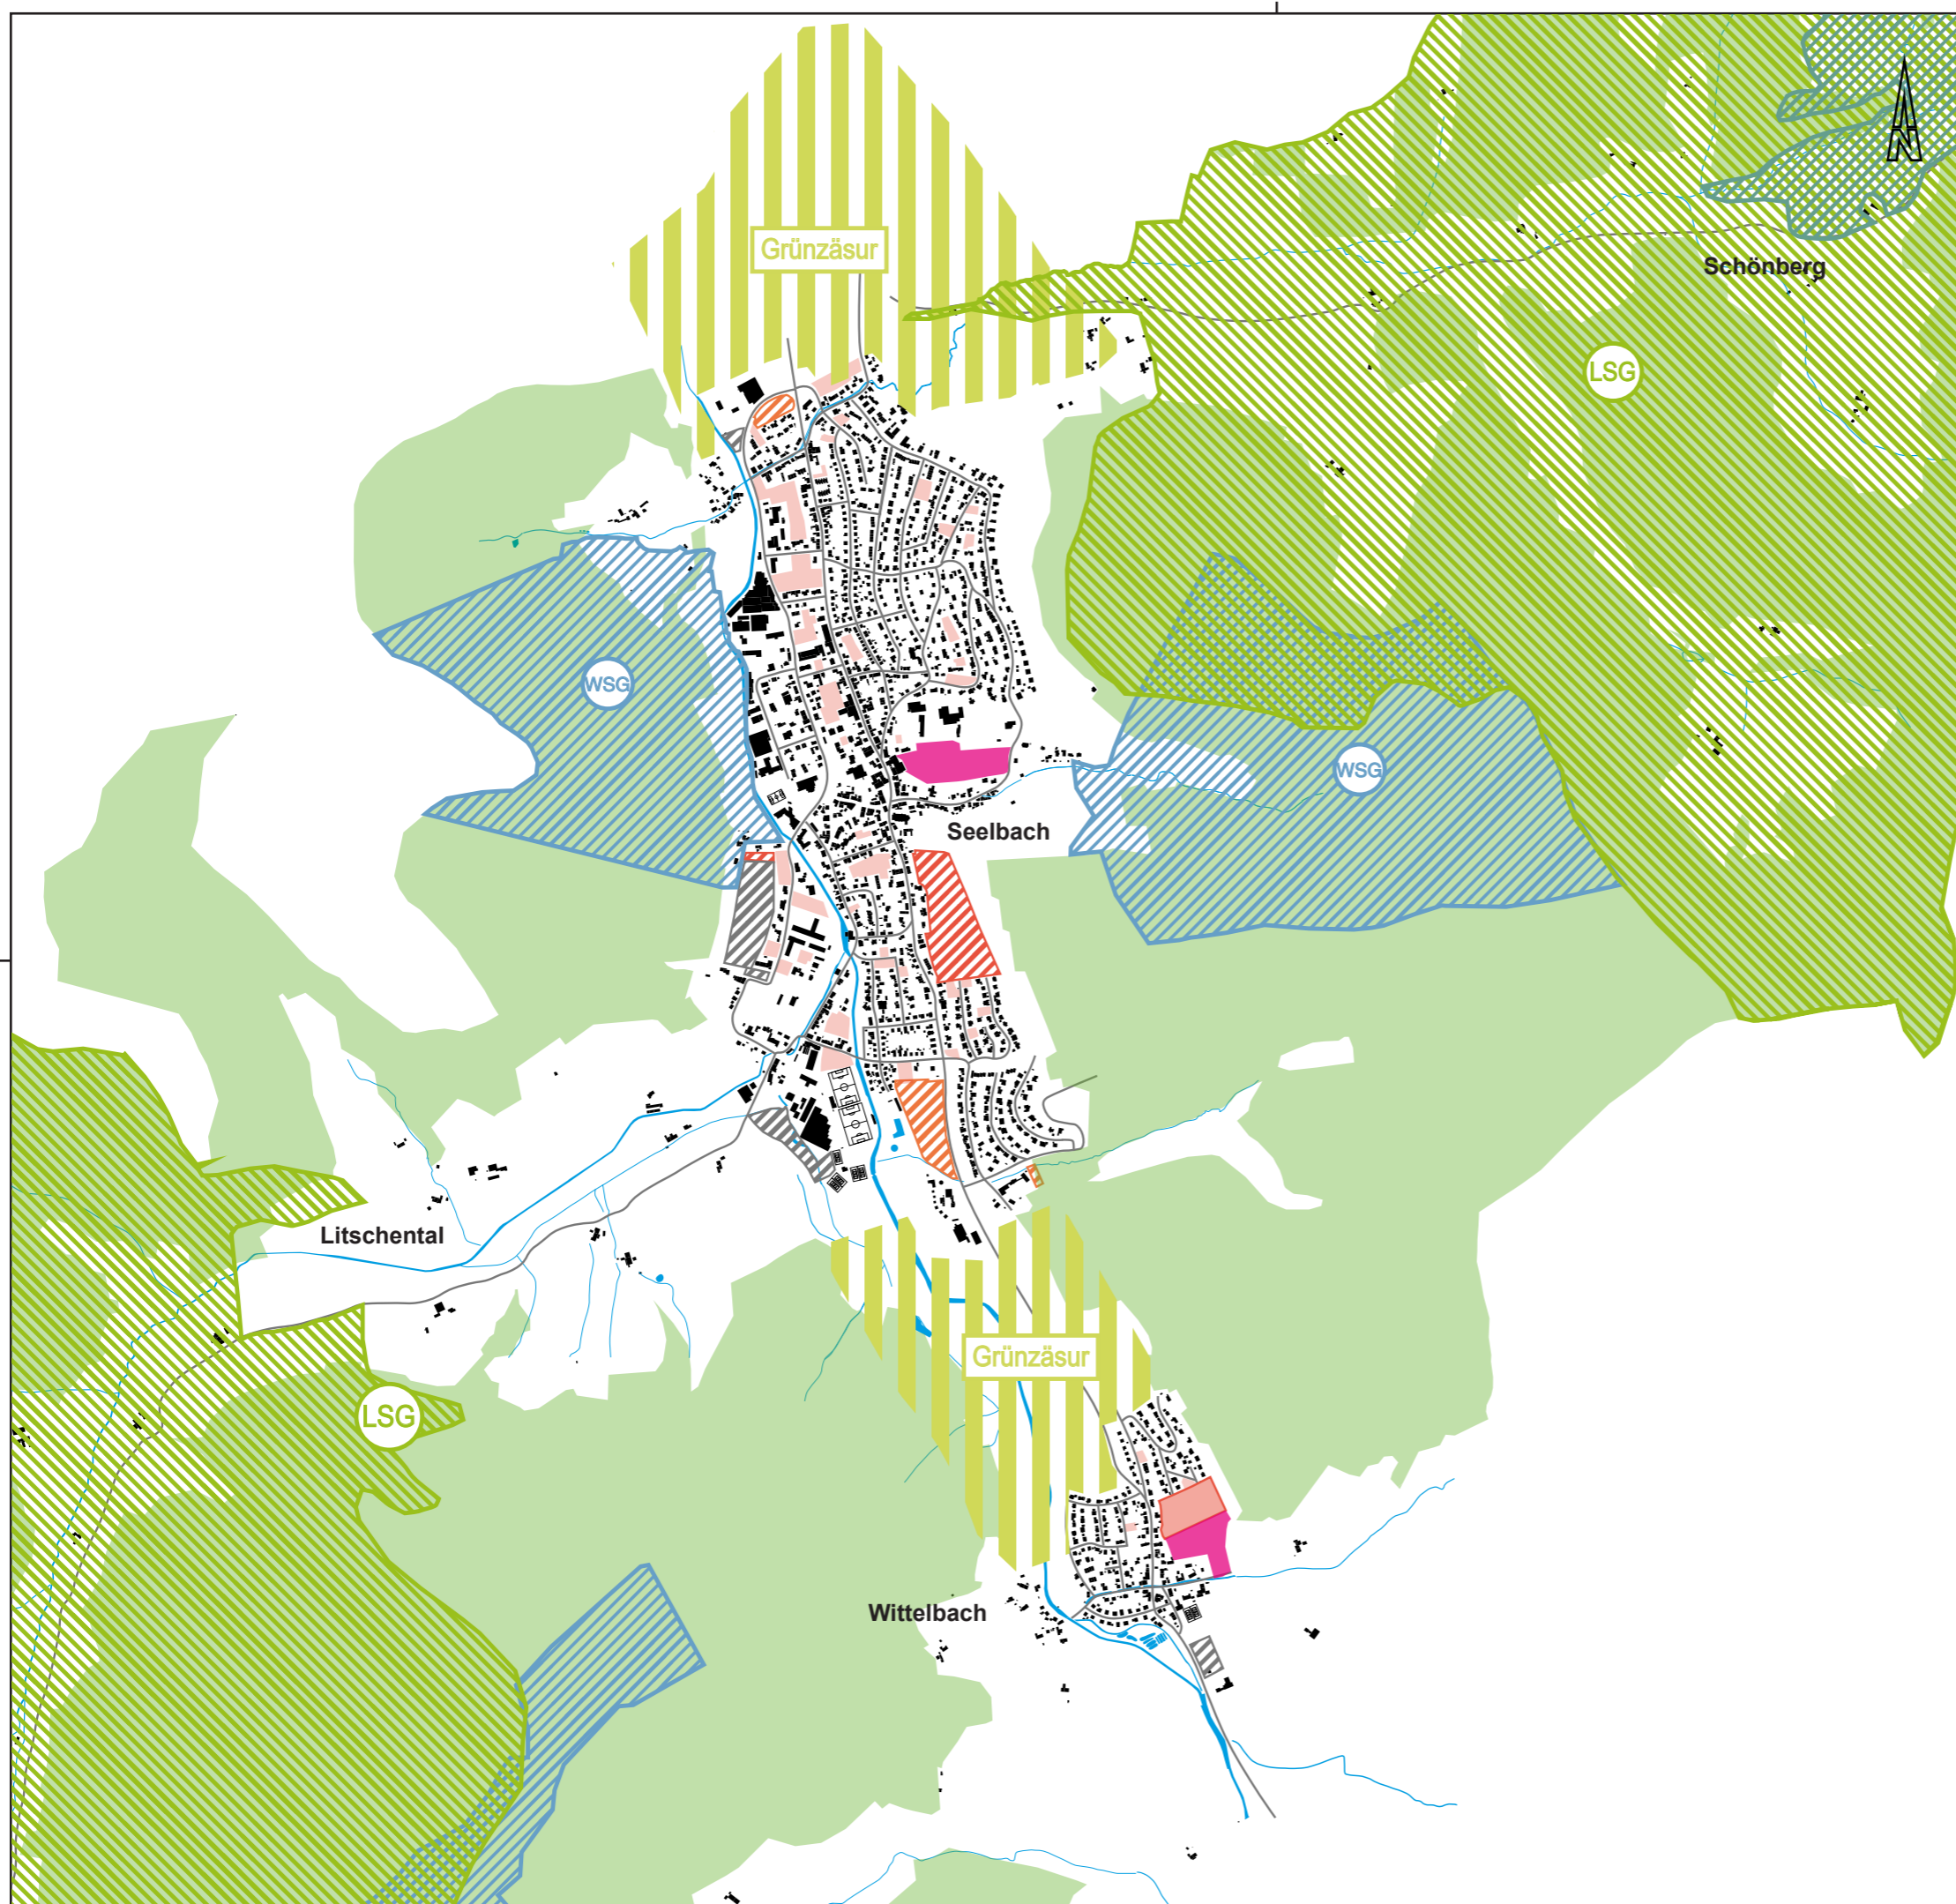 N
Grünzäsur
Schönberg
LSG
WSG
WSG
Seelbach
Litschental
Grünzäsur
LSG
Wittelbach